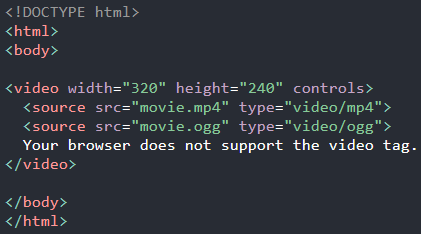 <!DOCTYPE html>
<html>
<body>

<video width="320" height="240" controls>
  <source src="movie.mp4" type="video/mp4">
  <source src="movie.ogg" type="video/ogg">
  Your browser does not support the video tag.
</video>

</body>
</html>